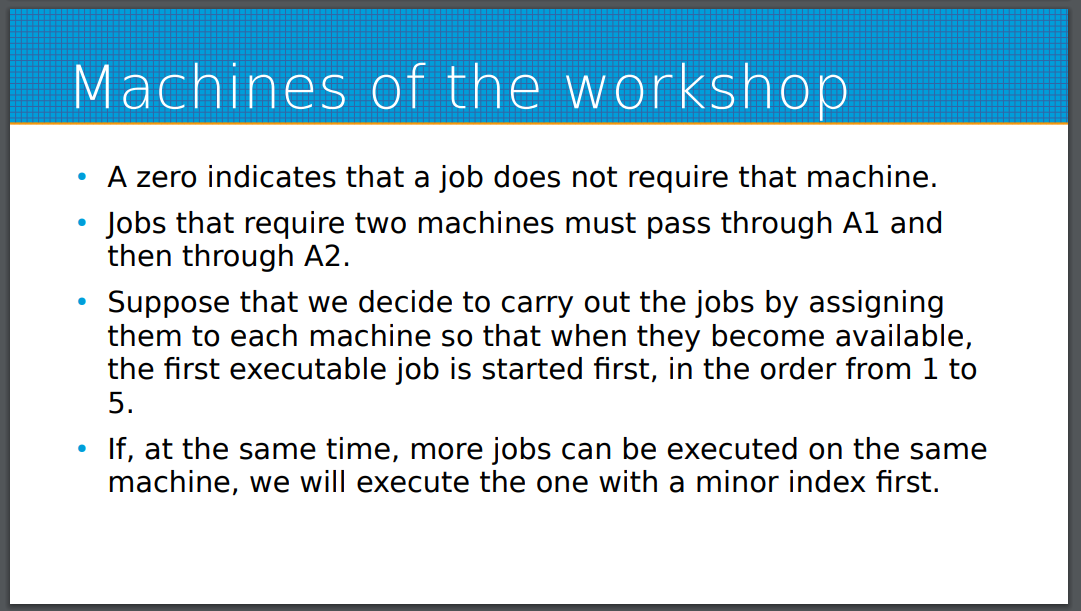 Machines of the workshop
• A zero indicates that a job does not require that machine.
• Jobs that require two machines must pass through A1 and
then through A2.
• Suppose that we decide to carry out the jobs by assigning
them to each machine so that when they become available,
the first executable job is started first, in the order from 1 to
5.
• If, at the same time, more jobs can be executed on the same
machine, we will execute the one with a minor index first.